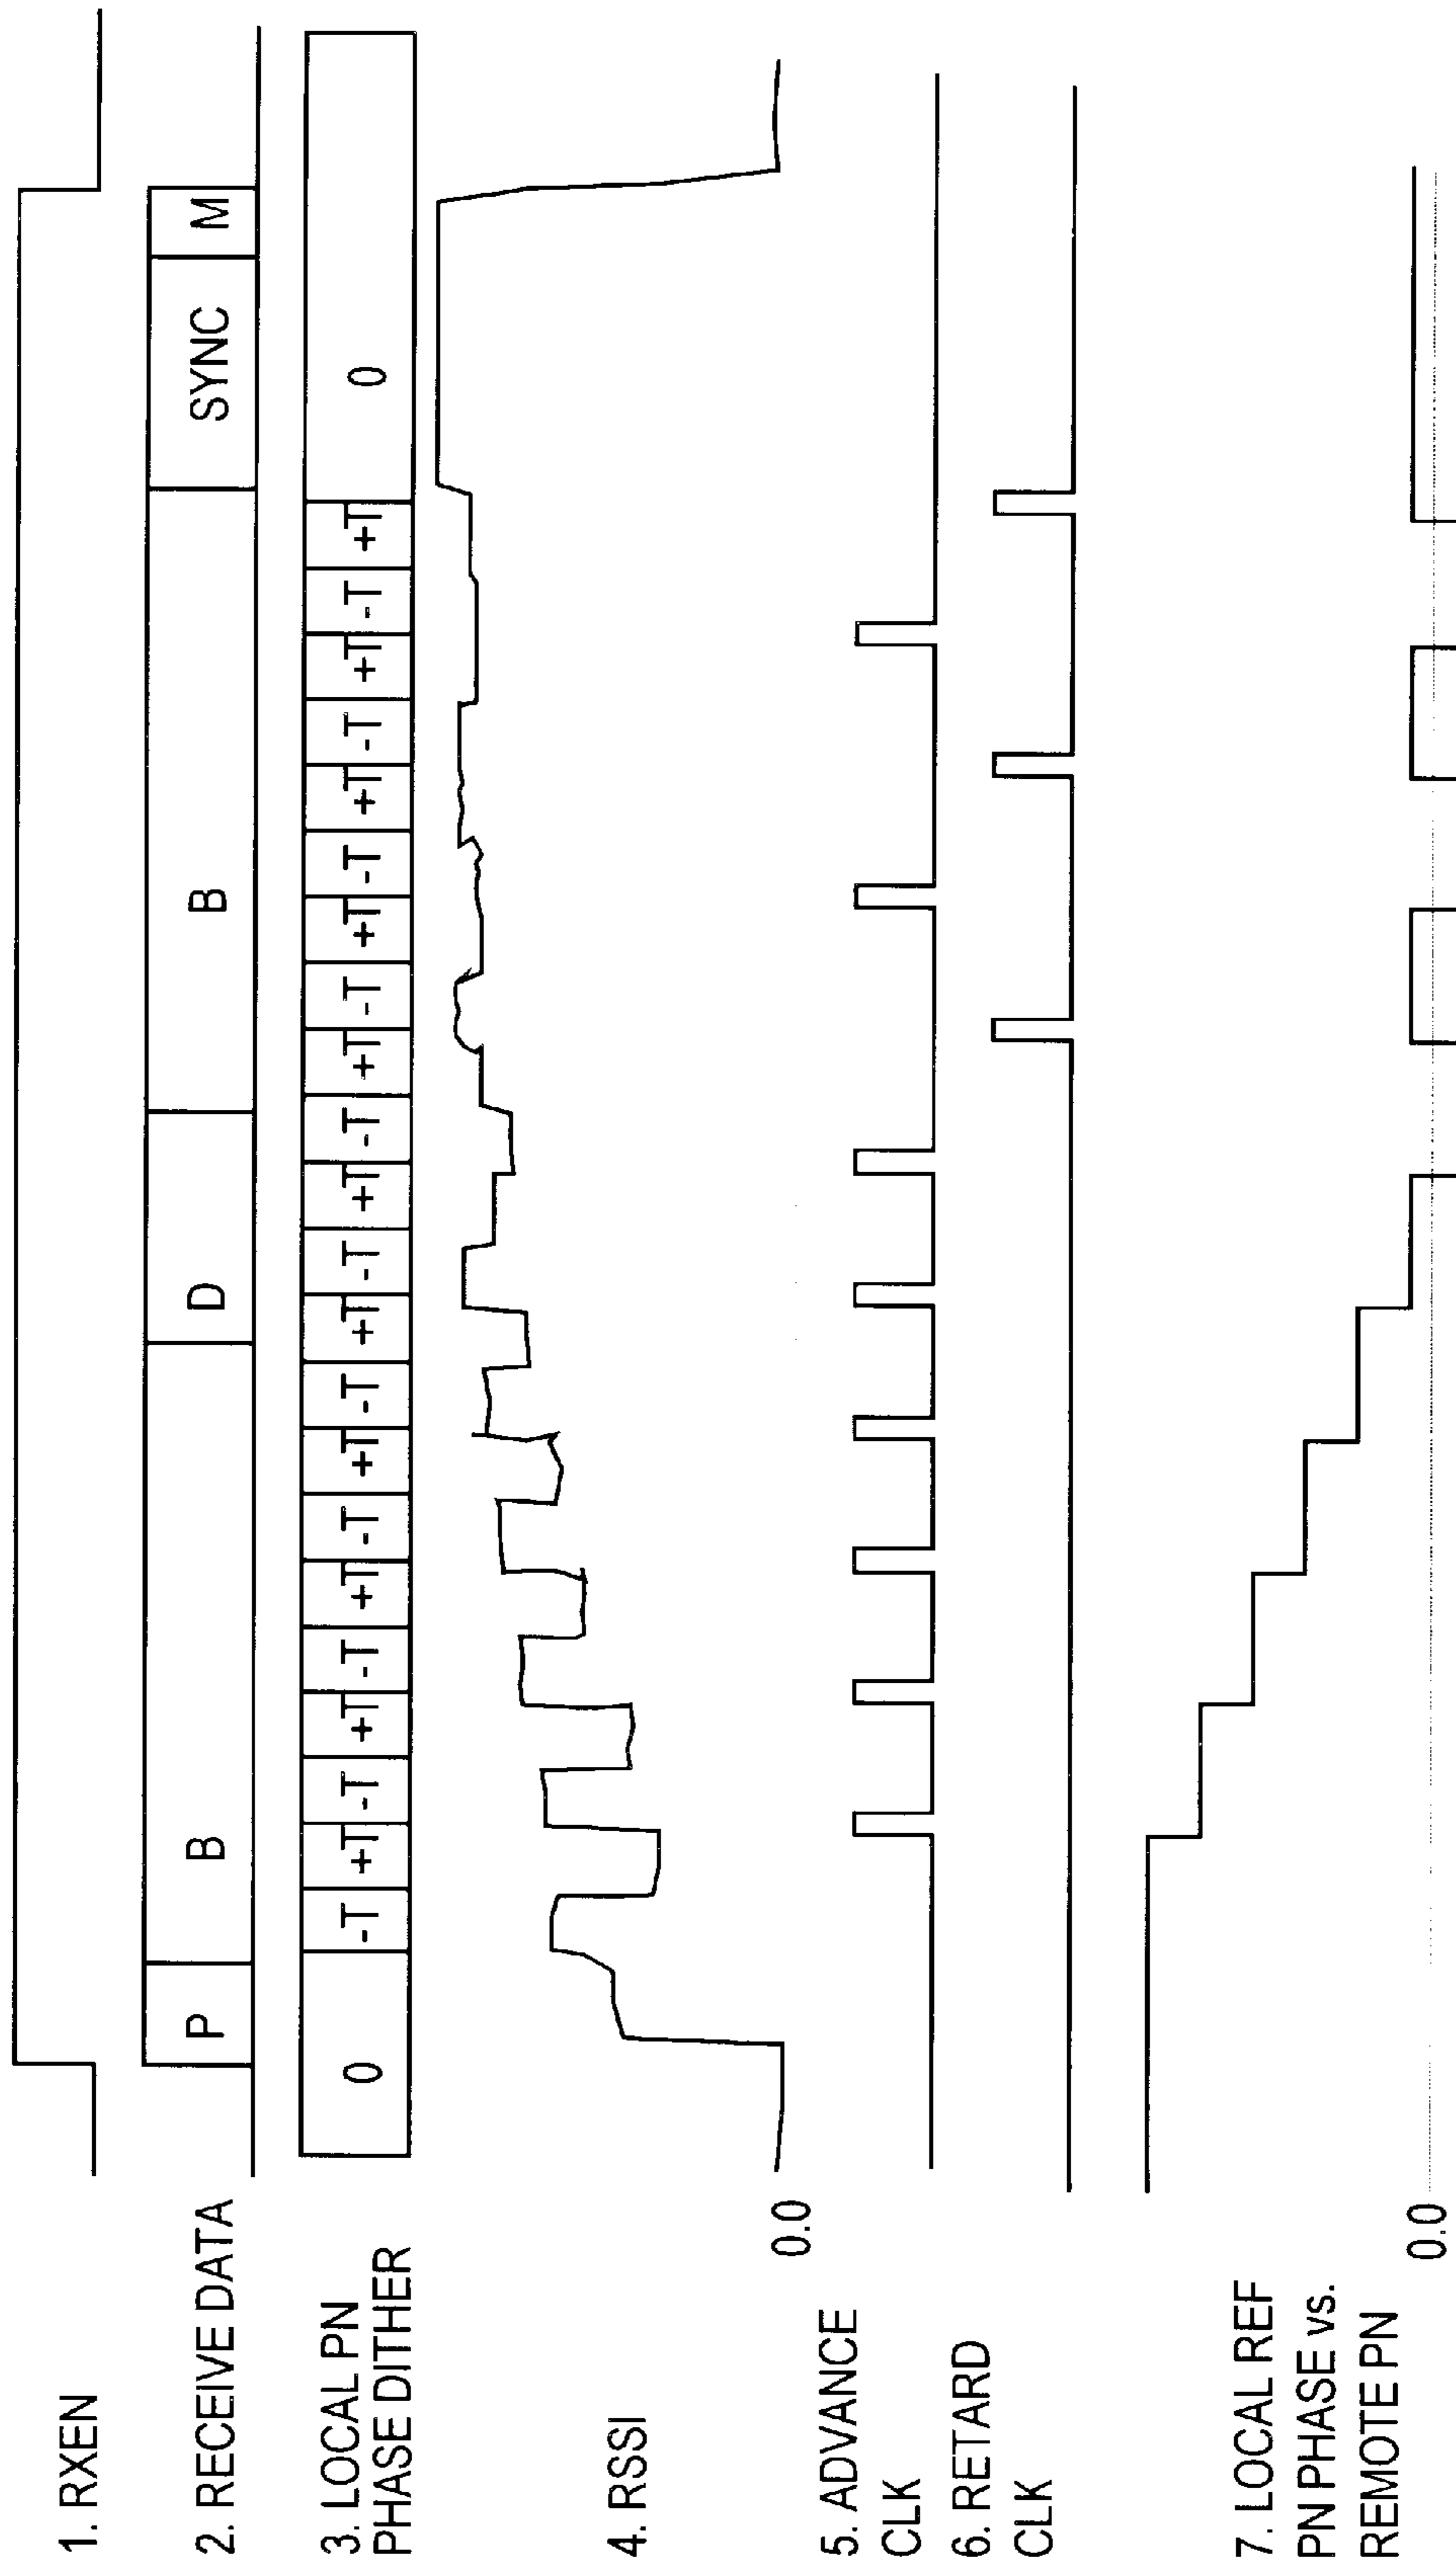 1. RXEN
2. RECEIVE DATA
P B D B SYNC M
3. LOCAL PN
PHASE DITHER
0 -T +T -T +T -T +T -T +T -T +T -T +T -T +T -T +T -T +T -T +T -T +T 0
4. RSSI
0.0
5. ADVANCE
CLK
6. RETARD
CLK
7. LOCAL REF
PN PHASE vs.
REMOTE PN
0.0